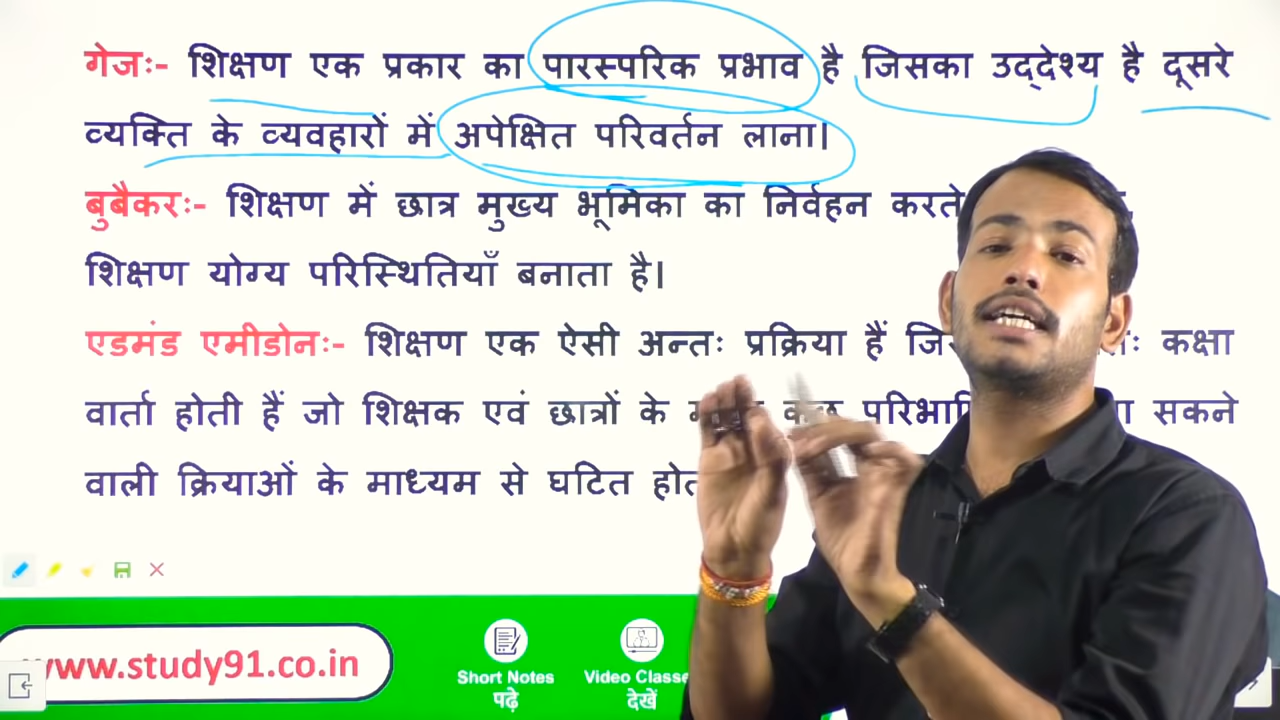 गेजः- शिक्षण एक प्रकार का पारस्परिक प्रभाव है जिसका उद्देश्य है दूसरे
व्यक्ति के व्यवहारों में अपेक्षित परिवर्तन लाना।
बुबैकरः- शिक्षण में छात्र मुख्य भूमिका का निर्वहन करते
शिक्षण योग्य परिस्थितियाँ बनाता है।
एडमंड एमीडोनः- शिक्षण एक ऐसी अन्तः प्रक्रिया हैं कक्षा
वार्ता होती हैं जो शिक्षक एवं छात्रों के सकने
वाली क्रियाओं के माध्यम से घटित
www.study91.co.in
Short Notes
पढ़े
Video
देखें